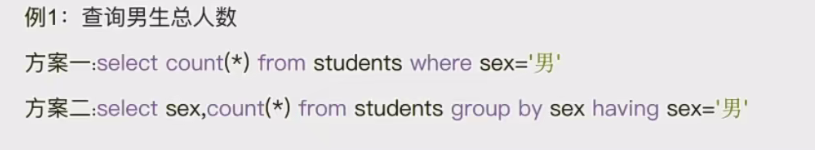 例1：查询男生总人数
方案一:select count(*) from students where sex='男'
方案二:select sex,count(*) from students group by sex having sex='男'